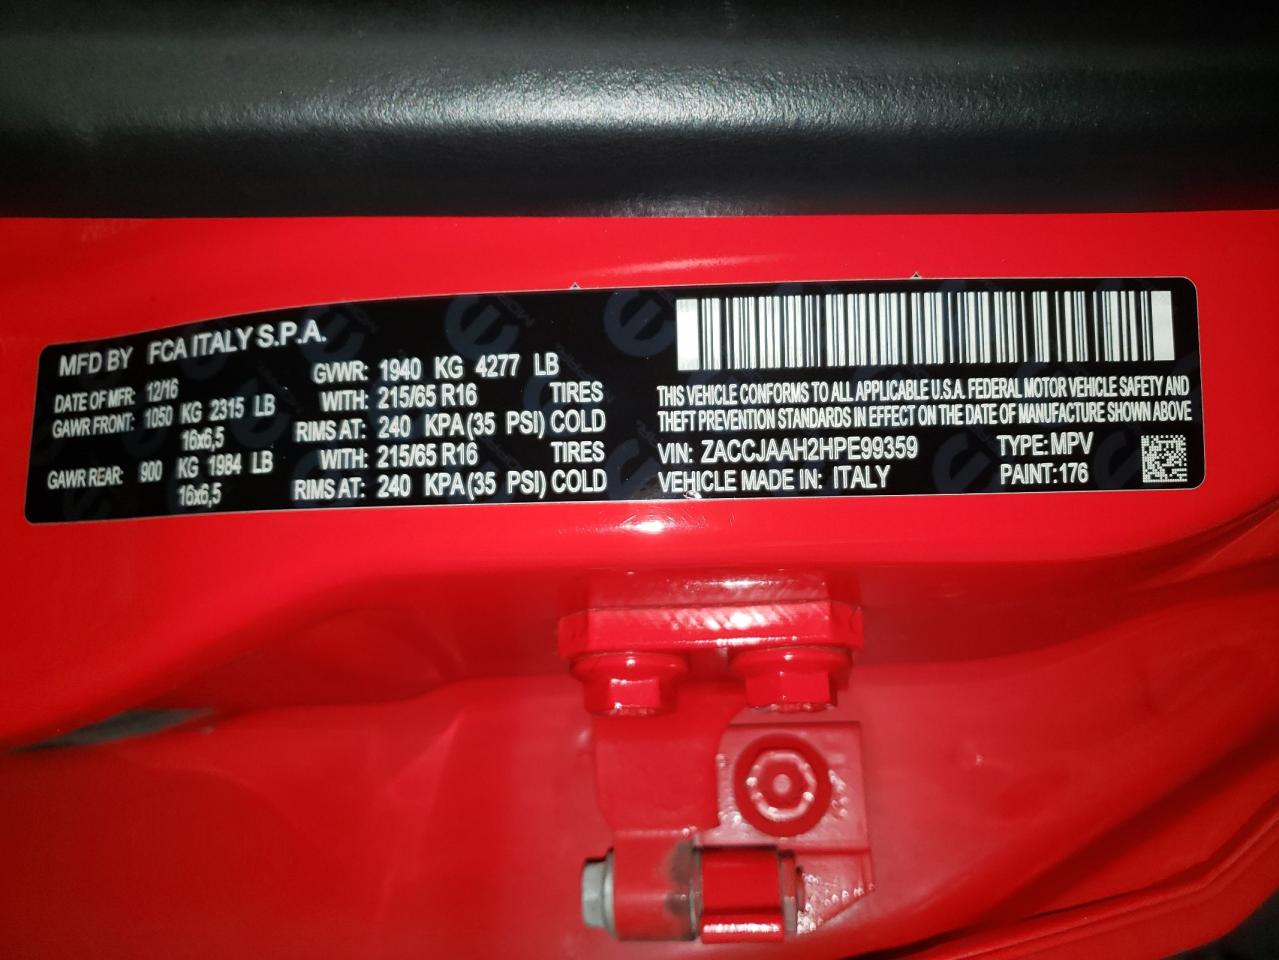 MFD BY FCA ITALY S.P.A.
DATE OF MFR: 12/16 GVWR: 1940 KG 4277 LB
GAWR FRONT: 1050 KG 2315 LB WITH: 215/65 R16 TIRES
16x6,5 RIMS AT: 240 KPA(35 PSI) COLD
GAWR REAR: 900 KG 1984 LB WITH: 215/65 R16 TIRES
16x6,5 RIMS AT: 240 KPA(35 PSI) COLD
THIS VEHICLE CONFORMS TO ALL APPLICABLE U.S.A. FEDERAL MOTOR VEHICLE SAFETY AND
THEFT PREVENTION STANDARDS IN EFFECT ON THE DATE OF MANUFACTURE SHOWN ABOVE
VIN: ZACCJAAH2HPE99359 TYPE: MPV
VEHICLE MADE IN: ITALY PAINT:176